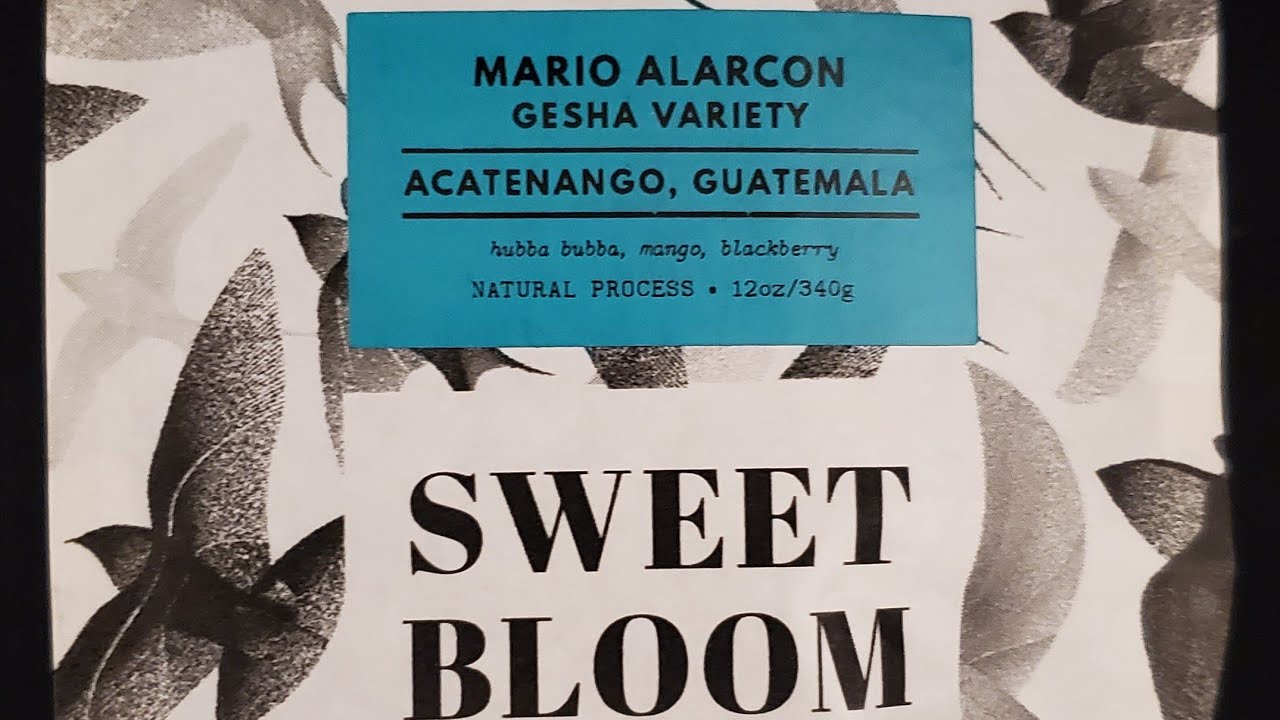 MARIO ALARCON
GESHA VARIETY
ACATENANGO, GUATEMALA
hubba bubba, mango, blackberry
NATURAL PROCESS • 12oz/340g
SWEET
BLOOM